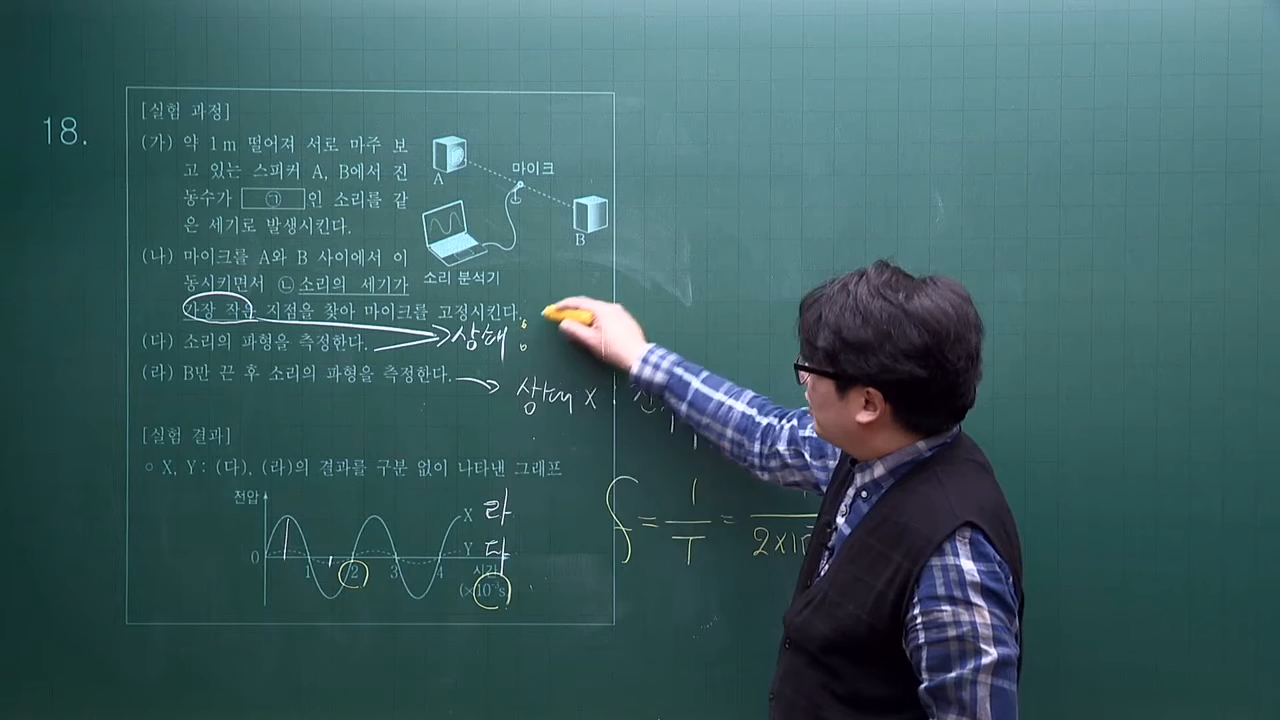 18.
[실험 과정]
(가) 약 1 m 떨어져 서로 마주 보
고 있는 스피커 A, B에서 진
동수가 ㉠ 인 소리를 같
은 세기로 발생시킨다.
A
마이크
B
소리 분석기
(나) 마이크를 A와 B 사이에서 이
동시키면서 ㉡ 소리의 세기가
가장 작은 지점을 찾아 마이크를 고정시킨다.
(다) 소리의 파형을 측정한다.
상쇄
(라) B만 끈 후 소리의 파형을 측정한다.
상쇄 x
[실험 결과]
○ X, Y : (다), (라)의 결과를 구분 없이 나타낸 그래프
전압
X 라
Y 다
0 1 2 3 4 시간
(×10⁻³s)
f = 1/T = 
2×10